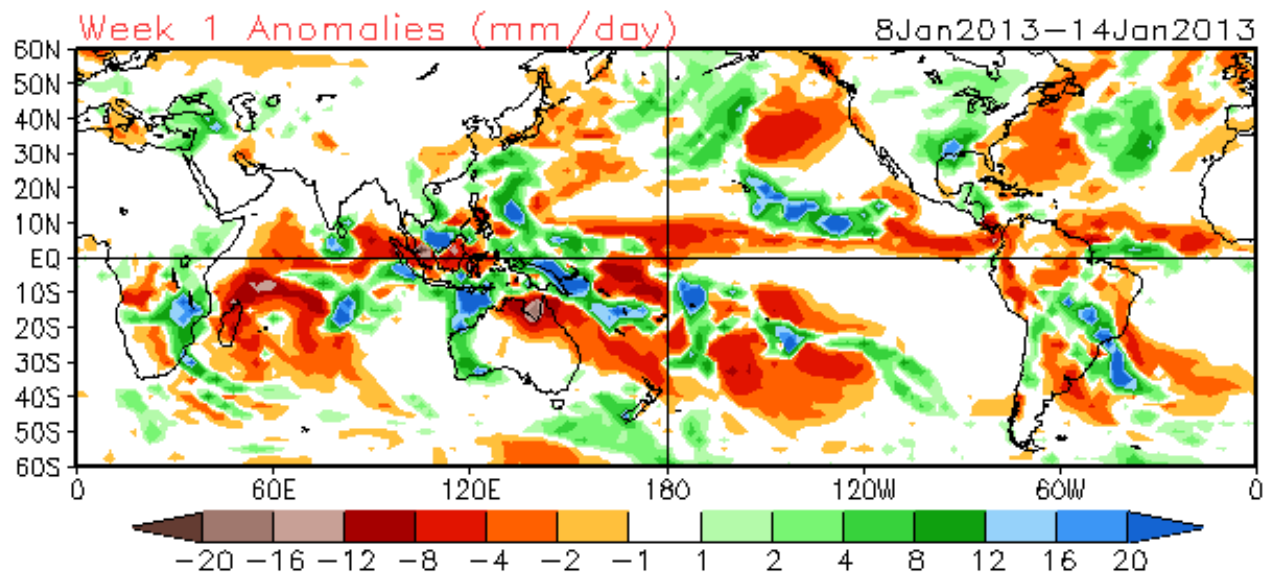 Week 1 Anomalies (mm/day) 8Jan2013-14Jan2013
60N
50N
40N
30N
20N
10N
EQ
10S
20S
30S
40S
50S
60S
0 60E 120E 180 120W 60W 0
-20 -16 -12 -8 -4 -2 -1 1 2 4 8 12 16 20